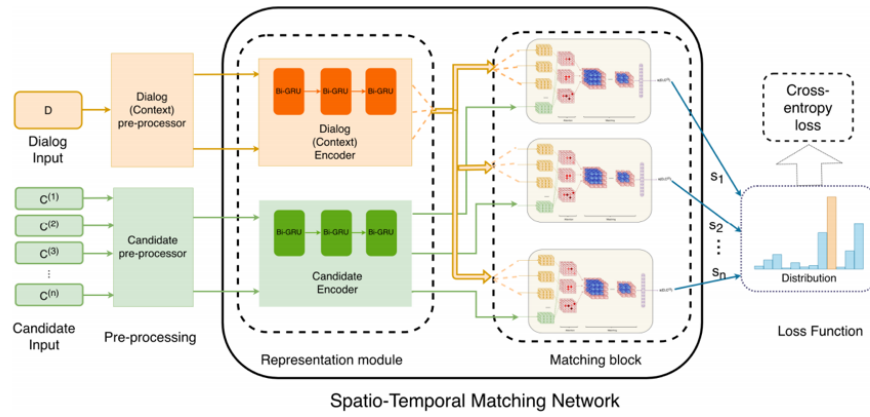 D
Dialog
Input
C(1)
C(2)
C(3)
⋮
C(n)
Candidate
Input
Dialog
(Context)
pre-processor
Candidate
pre-processor
Pre-processing
Bi-GRU
Bi-GRU
Bi-GRU
Dialog
(Context)
Encoder
Bi-GRU
Bi-GRU
Bi-GRU
Candidate
Encoder
Representation module
Matching block
S1
S2
⋮
Sn
Cross-
entropy
loss
Distribution
Loss Function
Spatio-Temporal Matching Network